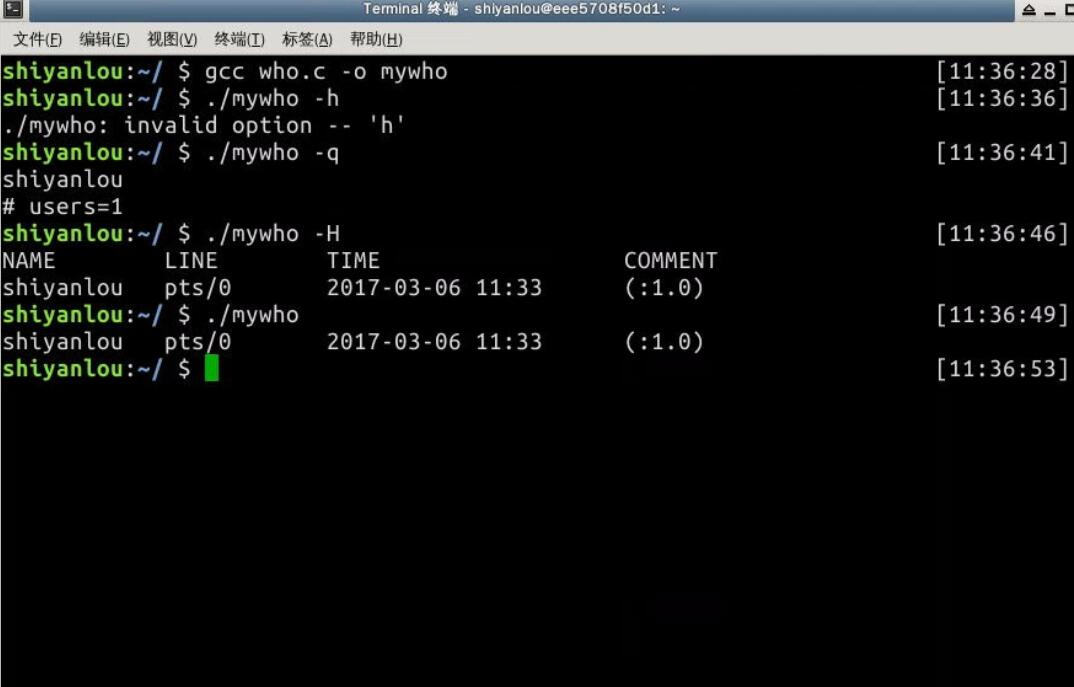 Terminal 终端 - shiyanlou@eee5708f50d1: ~
文件(F) 编辑(E) 视图(V) 终端(T) 标签(A) 帮助(H)
shiyanlou:~/ $ gcc who.c -o mywho [11:36:28]
shiyanlou:~/ $ ./mywho -h [11:36:36]
./mywho: invalid option -- 'h'
shiyanlou:~/ $ ./mywho -q [11:36:41]
shiyanlou
# users=1
shiyanlou:~/ $ ./mywho -H [11:36:46]
NAME LINE TIME COMMENT
shiyanlou pts/0 2017-03-06 11:33 (:1.0)
shiyanlou:~/ $ ./mywho [11:36:49]
shiyanlou pts/0 2017-03-06 11:33 (:1.0)
shiyanlou:~/ $ [11:36:53]